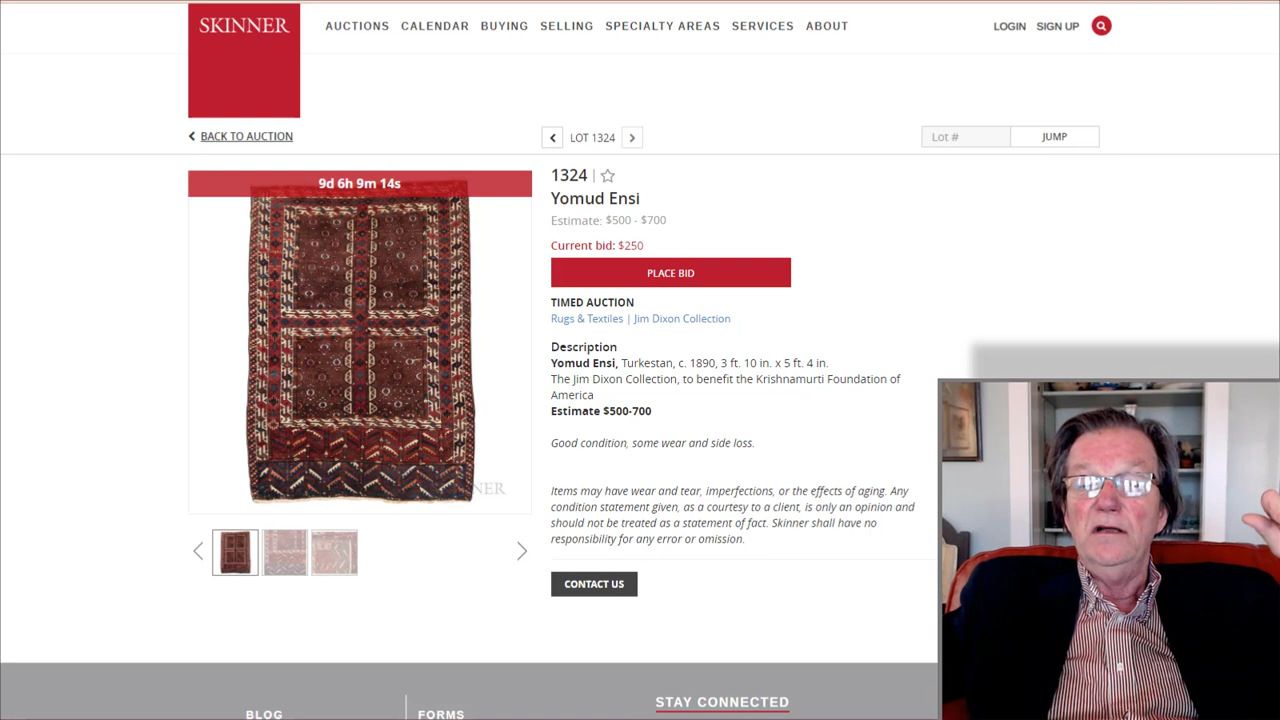 SKINNER
AUCTIONS CALENDAR BUYING SELLING SPECIALTY AREAS SERVICES ABOUT
LOGIN SIGN UP
BACK TO AUCTION
LOT 1324
Lot # JUMP
9d 6h 9m 14s
1324
Yomud Ensi
Estimate: $500 - $700
Current bid: $250
PLACE BID
TIMED AUCTION
Rugs & Textiles | Jim Dixon Collection
Description
Yomud Ensi, Turkestan, c. 1890, 3 ft. 10 in. x 5 ft. 4 in.
The Jim Dixon Collection, to benefit the Krishnamurti Foundation of
America
Estimate $500-700
Good condition, some wear and side loss.
NER
Items may have wear and tear, imperfections, or the effects of aging. Any
condition statement given, as a courtesy to a client, is only an opinion and
should not be treated as a statement of fact. Skinner shall have no
responsibility for any error or omission.
CONTACT US
STAY CONNECTED
BLOG FORMS